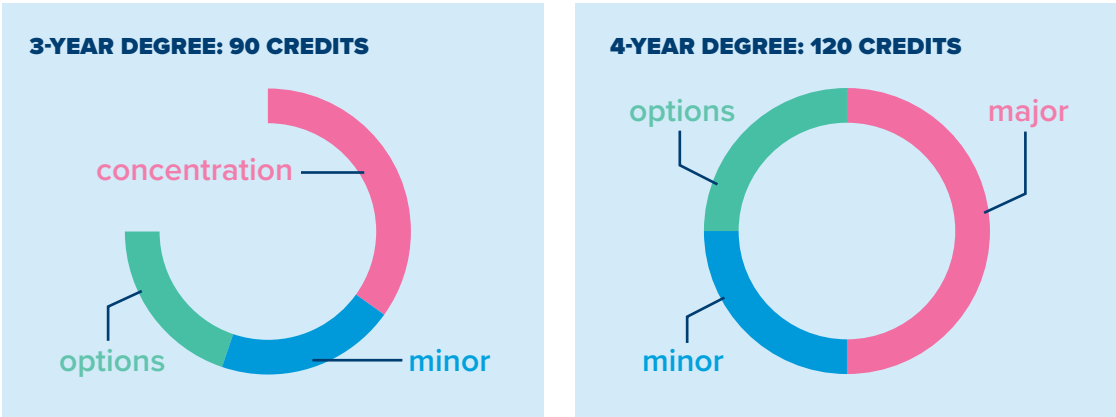 3-YEAR DEGREE: 90 CREDITS
concentration
options
minor
4-YEAR DEGREE: 120 CREDITS
options
major
minor